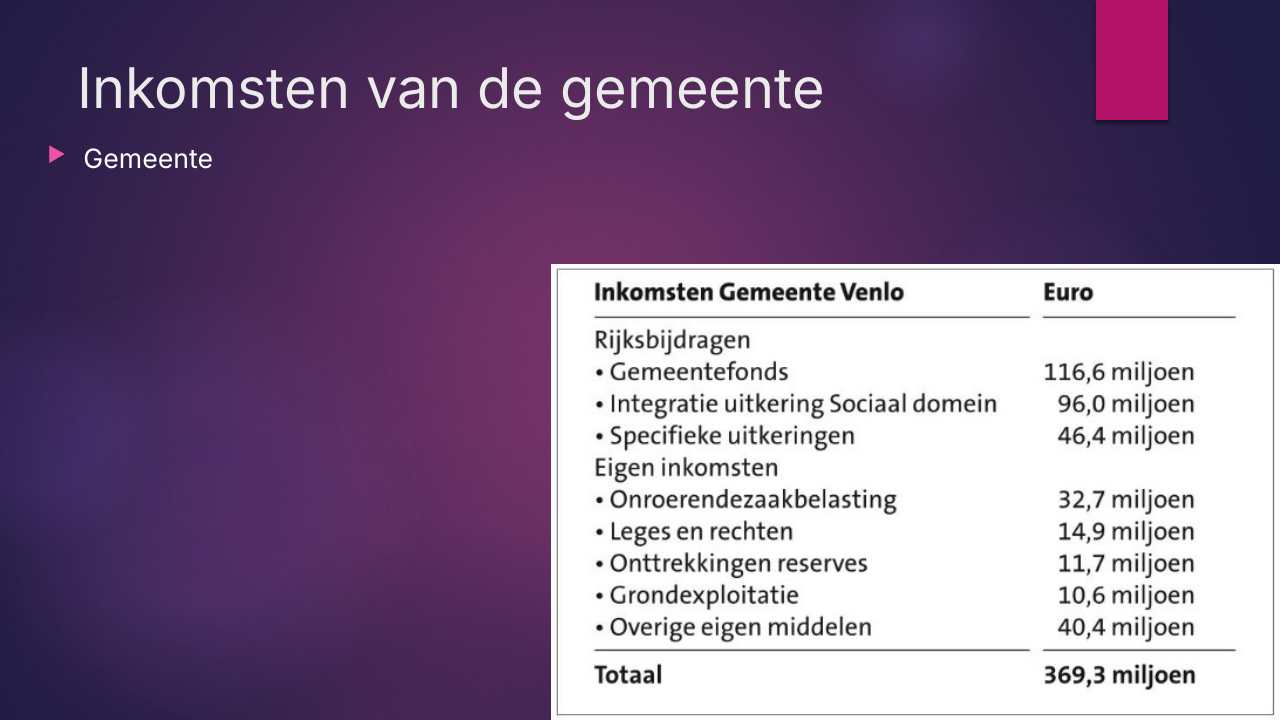 Inkomsten van de gemeente
Gemeente
Inkomsten Gemeente Venlo Euro
Rijksbijdragen
• Gemeentefonds 116,6 miljoen
• Integratie uitkering Sociaal domein 96,0 miljoen
• Specifieke uitkeringen 46,4 miljoen
Eigen inkomsten
• Onroerendezaakbelasting 32,7 miljoen
• Leges en rechten 14,9 miljoen
• Onttrekkingen reserves 11,7 miljoen
• Grondexploitatie 10,6 miljoen
• Overige eigen middelen 40,4 miljoen
Totaal 369,3 miljoen